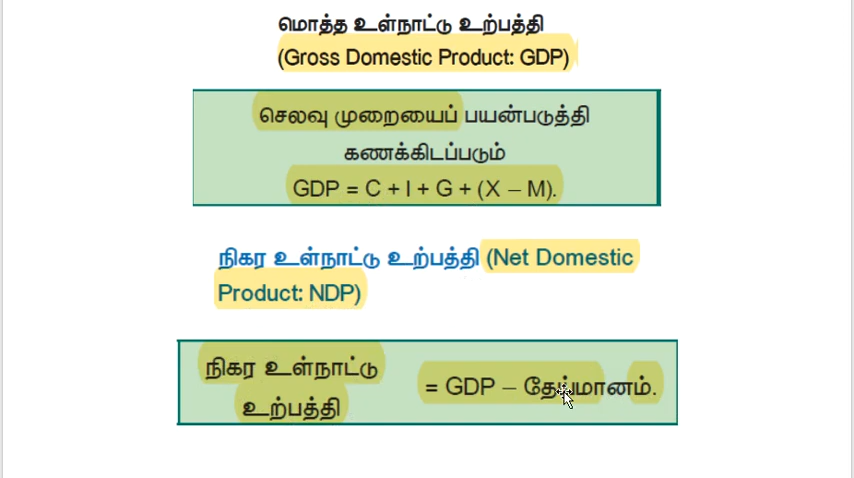 மொத்த உள்நாட்டு உற்பத்தி
(Gross Domestic Product: GDP)
செலவு முறையைப் பயன்படுத்தி
கணக்கிடப்படும்
GDP = C + I + G + (X – M).
நிகர உள்நாட்டு உற்பத்தி (Net Domestic
Product: NDP)
நிகர உள்நாட்டு
உற்பத்தி
= GDP – தேய்மானம்.